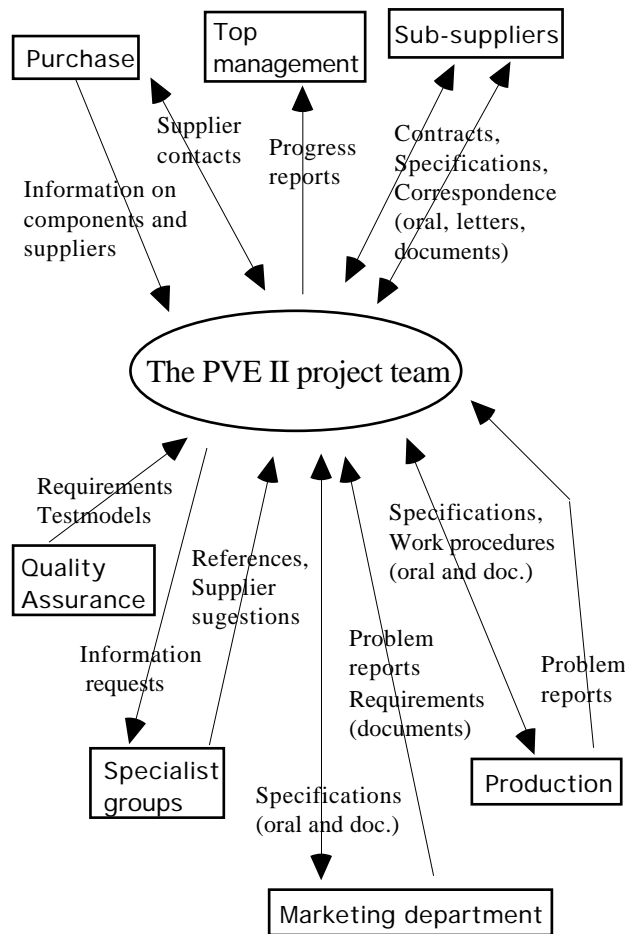 Purchase
Top
management
Sub-suppliers
Supplier
contacts
Progress
reports
Contracts,
Specifications,
Correspondence
(oral, letters,
documents)
Information on
components and
suppliers
The PVE II project team
Requirements
Testmodels
Quality
Assurance
References,
Supplier
sugestions
Specifications,
Work procedures
(oral and doc.)
Information
requests
Problem
reports
Requirements
(documents)
Problem
reports
Specialist
groups
Specifications
(oral and doc.)
Production
Marketing department